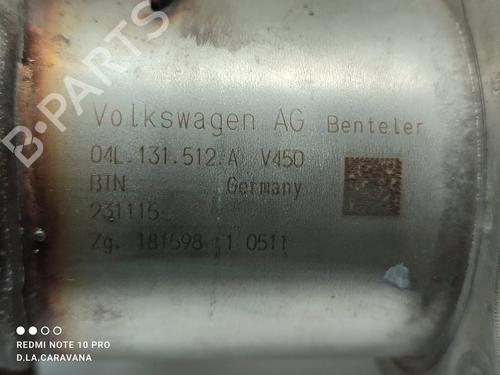 Volkswagen AG Benteler
04L.131.512.A V450
BTN Germany
231115
Zg. 181598 1 0511
B-PARTS
REDMI NOTE 10 PRO
D.LA.CARAVANA